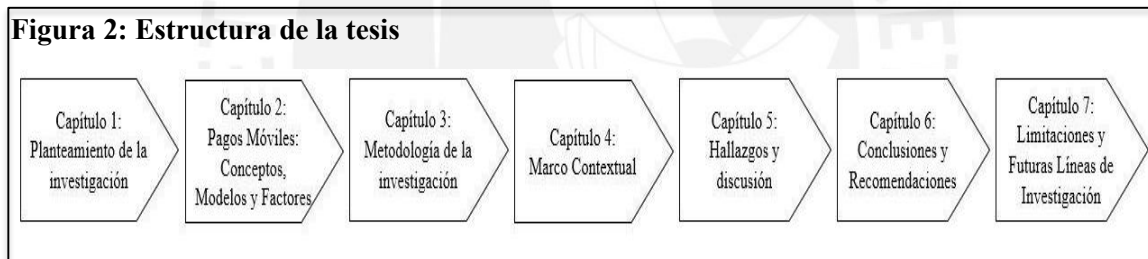 Figura 2: Estructura de la tesis
Capítulo 1:
Planteamiento de la
investigación
Capítulo 2:
Pagos Móviles:
Conceptos,
Modelos y Factores
Capítulo 3:
Metodología de la
investigación
Capítulo 4:
Marco Contextual
Capítulo 5:
Hallazgos y
discusión
Capítulo 6:
Conclusiones y
Recomendaciones
Capítulo 7:
Limitaciones y
Futuras Líneas de
Investigación